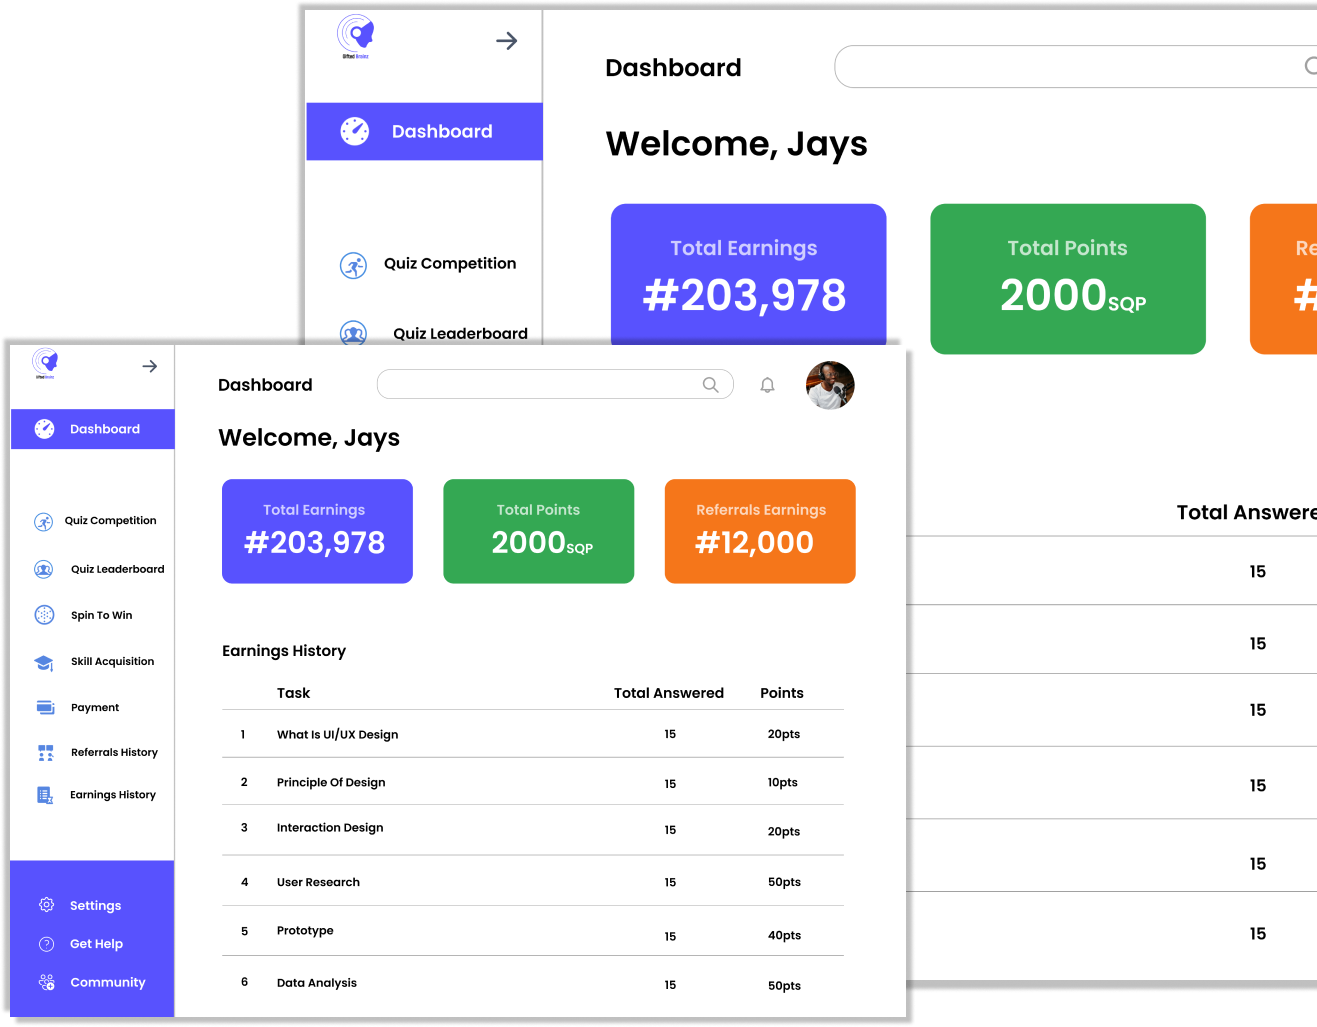 Gifted Brainz
Dashboard
Welcome, Jays
Dashboard
Quiz Competition
Quiz Leaderboard
Total Earnings
#203,978
Total Points
2000SQP
Re
#
Total Answere
15
15
15
15
15
15
Gifted Brainz
Dashboard
Quiz Competition
Quiz Leaderboard
Spin To Win
Skill Acquisition
Payment
Referrals History
Earnings History
Settings
Get Help
Community
Dashboard
Welcome, Jays
Total Earnings
#203,978
Total Points
2000SQP
Referrals Earnings
#12,000
Earnings History
Task Total Answered Points
1 What Is UI/UX Design 15 20pts
2 Principle Of Design 15 10pts
3 Interaction Design 15 20pts
4 User Research 15 50pts
5 Prototype 15 40pts
6 Data Analysis 15 50pts